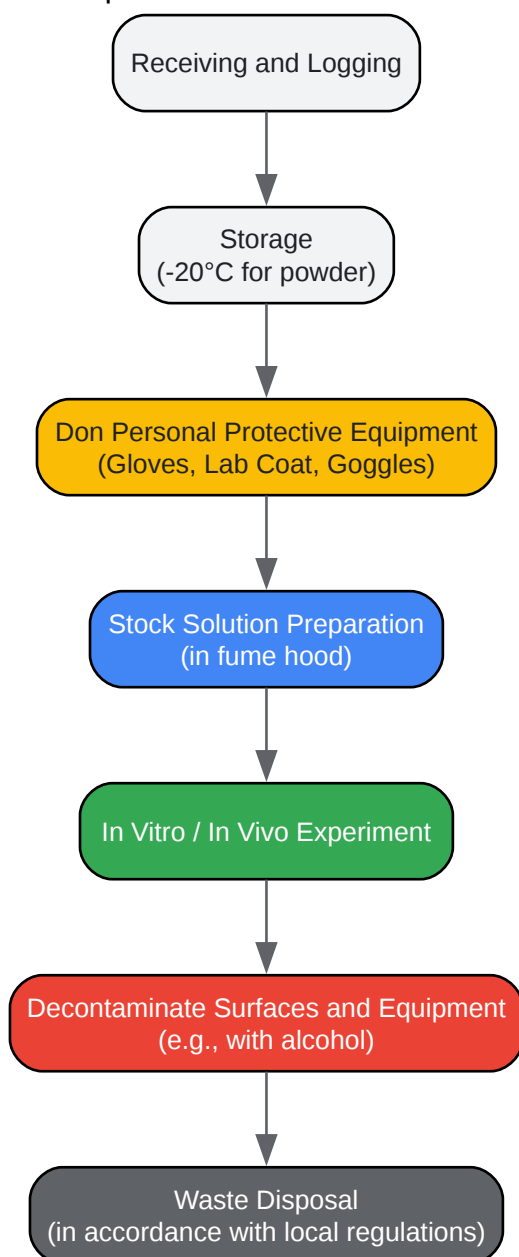 Receiving and Logging
Storage
(-20°C for powder)
Don Personal Protective Equipment
(Gloves, Lab Coat, Goggles)
Stock Solution Preparation
(in fume hood)
In Vitro / In Vivo Experiment
Decontaminate Surfaces and Equipment
(e.g., with alcohol)
Waste Disposal
(in accordance with local regulations)